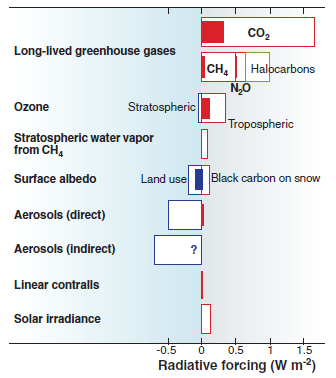 CO2
Long-lived greenhouse gases
CH4 Halocarbons
N2O
Ozone Stratospheric
Tropospheric
Stratospheric water vapor
from CH4
Surface albedo Land use Black carbon on snow
Aerosols (direct)
Aerosols (indirect) ?
Linear contralls
Solar irradiance
-0.5 0 0.5 1 1.5
Radiative forcing (W m-2)